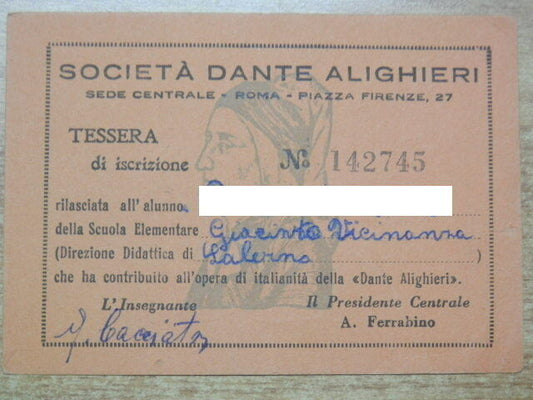 SOCIETÀ DANTE ALIGHIERI
SEDE CENTRALE - ROMA - PIAZZA FIRENZE, 27
TESSERA
di iscrizione № 142745
rilasciata all'alunno
della Scuola Elementare Giacinto Vicinanza
(Direzione Didattica di Salerno )
che ha contribuito all'opera di italianità della «Dante Alighieri».
L'Insegnante Il Presidente Centrale
A. Ferrabino